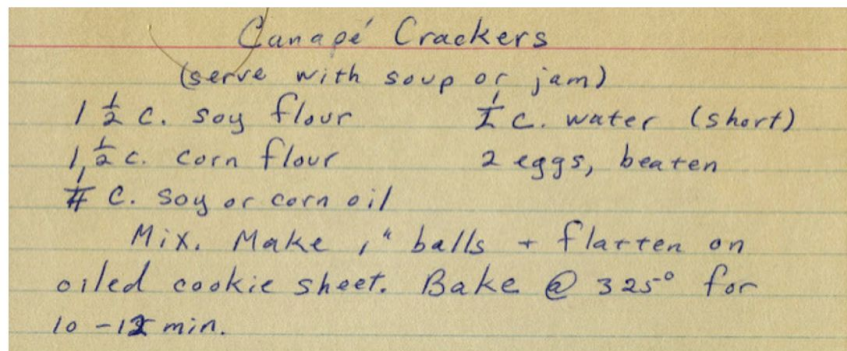 Canapé Crackers
(serve with soup or jam)
1 1/2 c. soy flour
1 1/2 c. corn flour
1/4 c. soy or corn oil
c. water (short)
2 eggs, beaten
Mix. Make 1" balls + flatten on
oiled cookie sheet. Bake @ 325° for
10 - min.